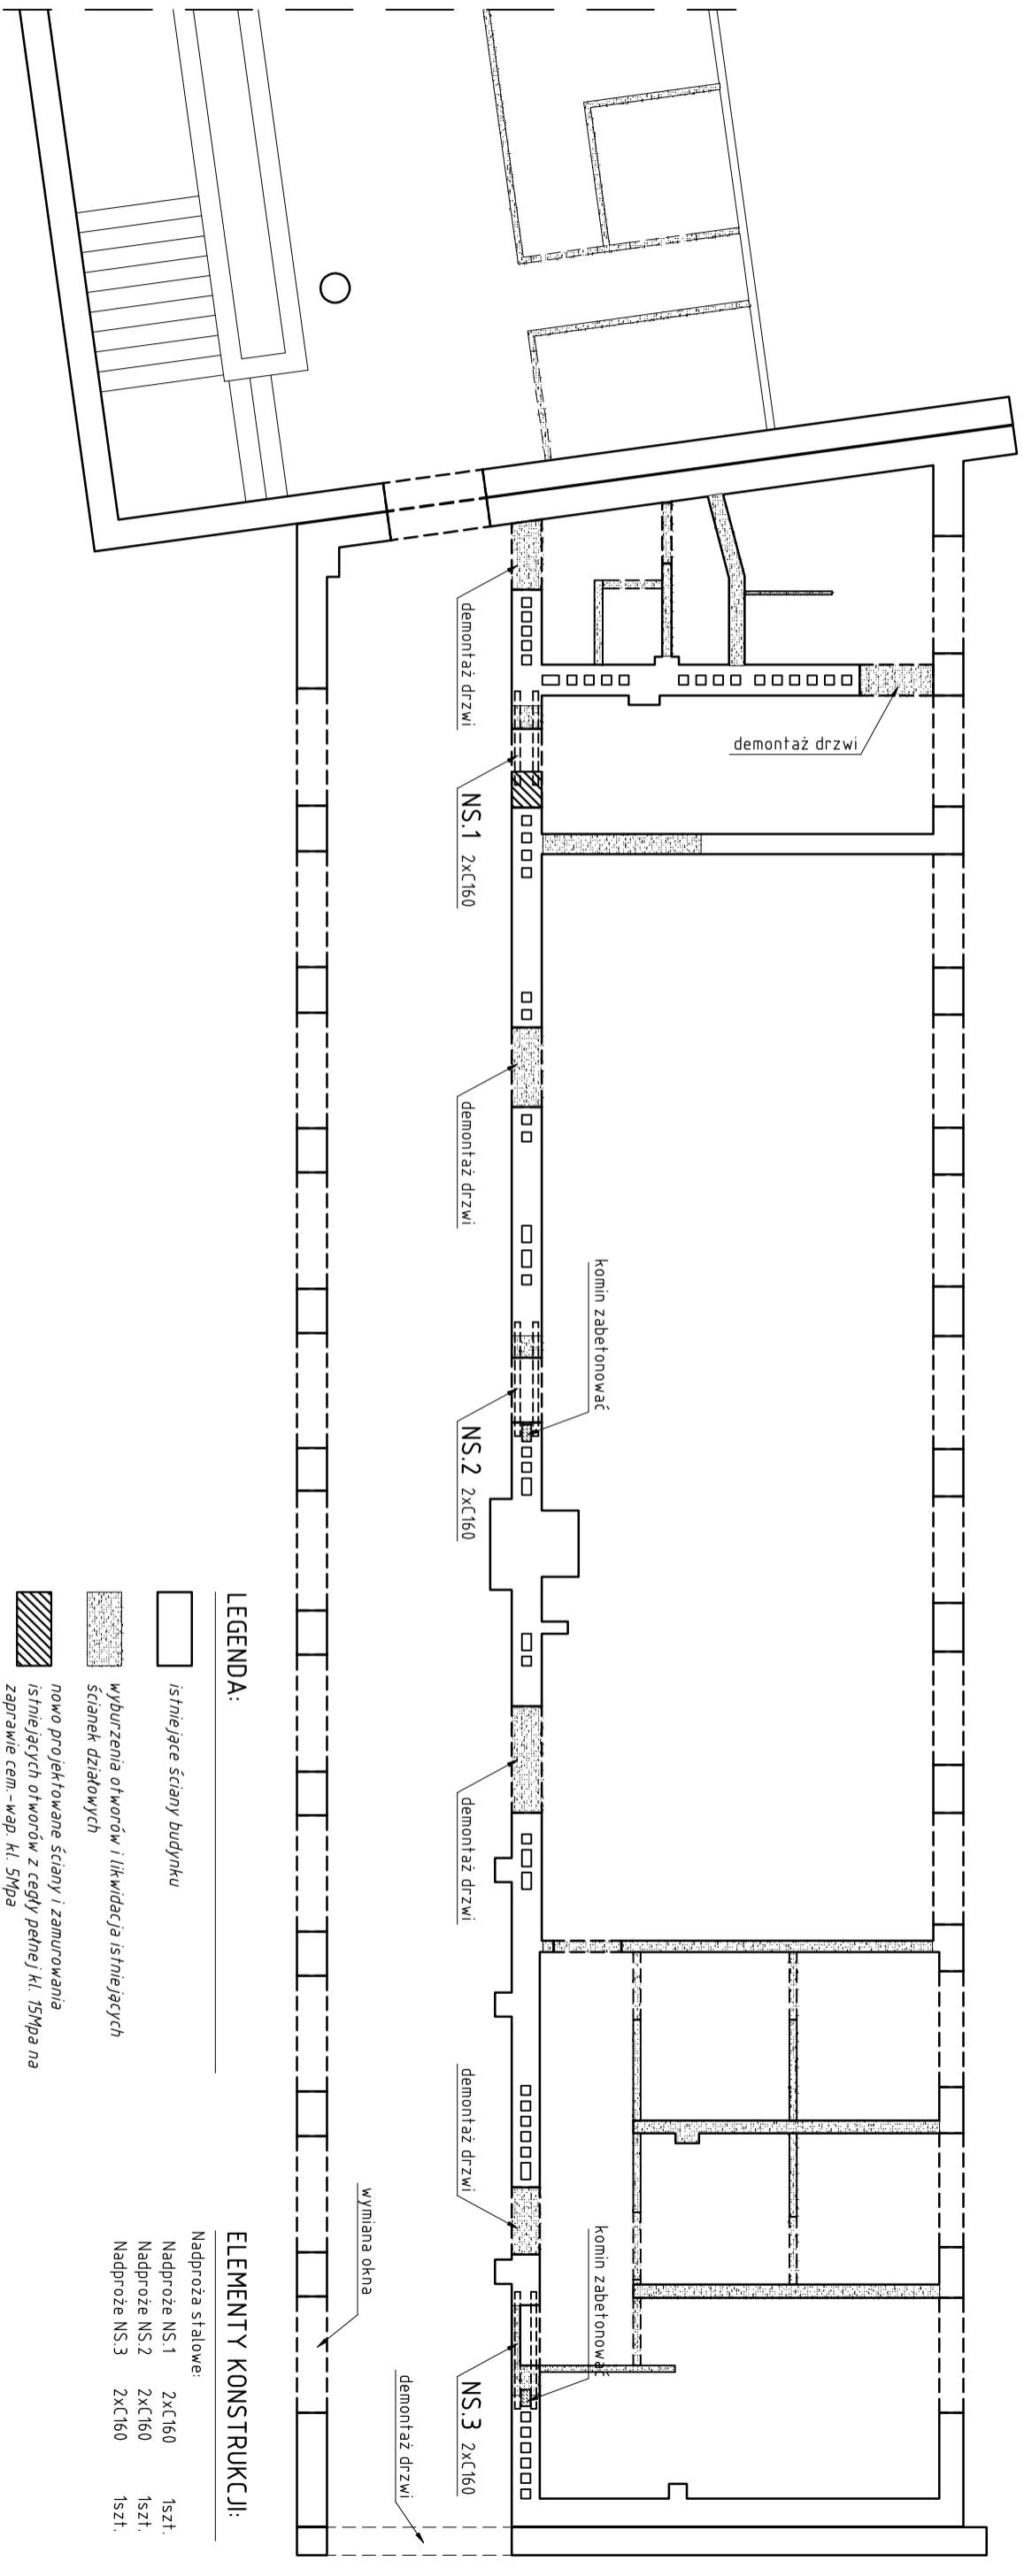 demontaż drzwi
demontaż drzwi
NS.1 2xC160
demontaż drzwi
komin zabetonować
NS.2 2xC160
demontaż drzwi
demontaż drzwi
komin zabetonować
NS.3 2xC160
wymiana okna
demontaż drzwi
LEGENDA:
istniejące ściany budynku
wyburzenia otworów i likwidacja istniejących
ścianek działowych
nowo projektowane ściany i zamurowania
istniejących otworów z cegły pełnej kl. 15Mpa na
zaprawie cem.-wap. kl. 5Mpa
ELEMENTY KONSTRUKCJI:
Nadproża stalowe:
Nadproże NS.1 2xC160 1szt.
Nadproże NS.2 2xC160 1szt.
Nadproże NS.3 2xC160 1szt.